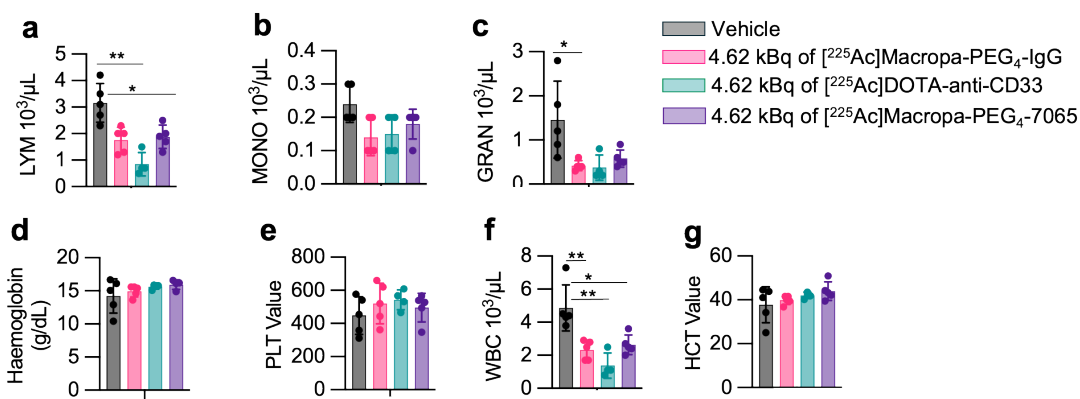 a
LYM 10³/µL
5
4
3
2
1
0
**
*
b
MONO 10³/µL
0.4
0.3
0.2
0.1
0.0
c
GRAN 10³/µL
3
2
1
0
*
Vehicle
4.62 kBq of [²²⁵Ac]Macropa-PEG₄-IgG
4.62 kBq of [²²⁵Ac]DOTA-anti-CD33
4.62 kBq of [²²⁵Ac]Macropa-PEG₄-7065
d
Haemoglobin
(g/dL)
20
15
10
5
0
e
PLT Value
800
600
400
200
0
f
WBC 10³/µL
8
6
4
2
0
**
*
**
g
HCT Value
60
40
20
0